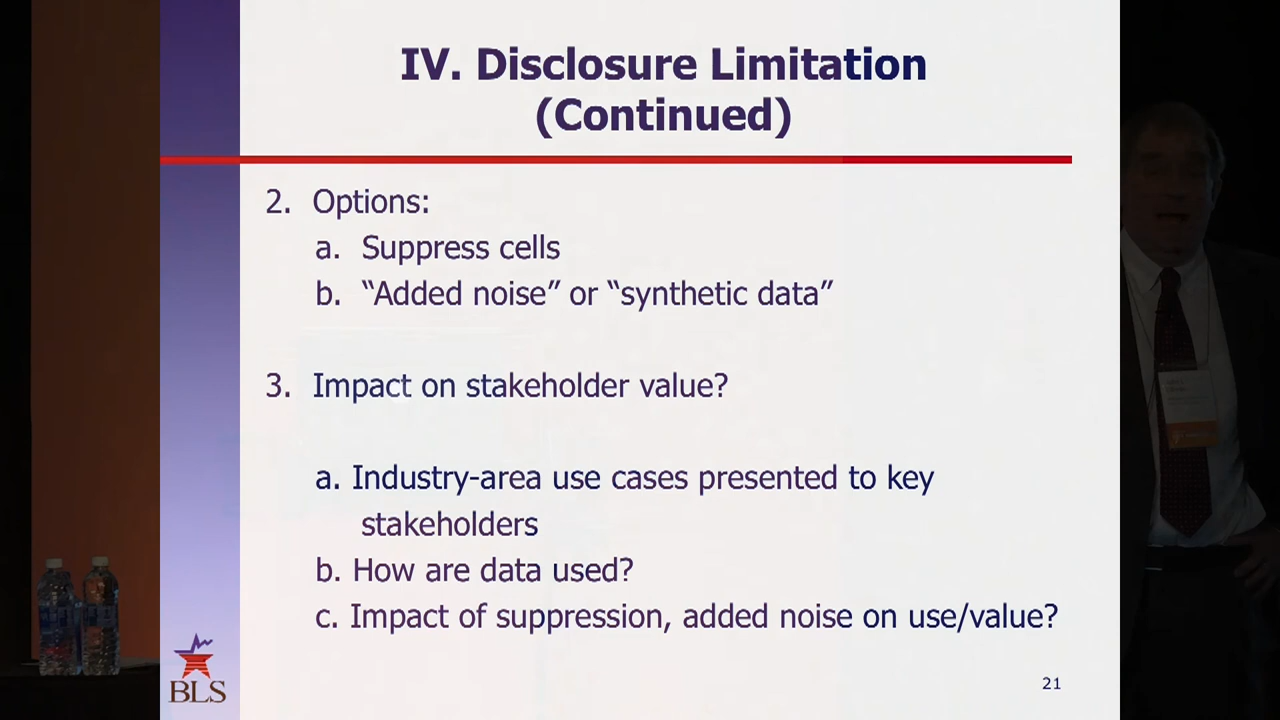 IV. Disclosure Limitation
(Continued)
2. Options:
a. Suppress cells
b. “Added noise” or “synthetic data”
3. Impact on stakeholder value?
a. Industry-area use cases presented to key
stakeholders
b. How are data used?
c. Impact of suppression, added noise on use/value?
BLS
21